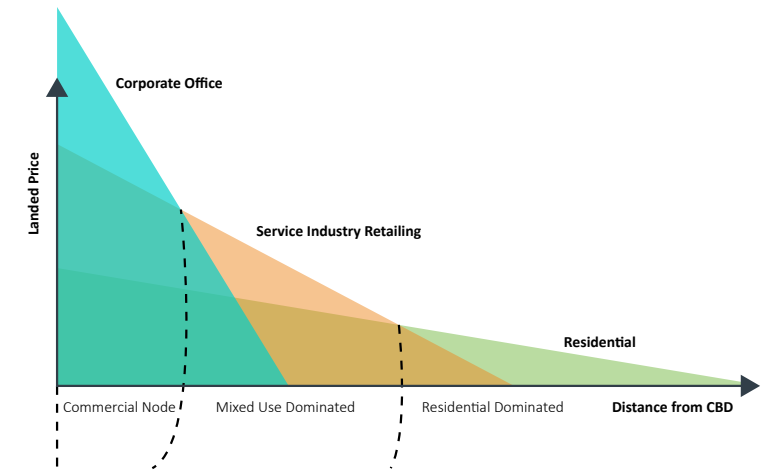 Corporate Office
Landed Price
Service Industry Retailing
Residential
Commercial Node
Mixed Use Dominated
Residential Dominated
Distance from CBD